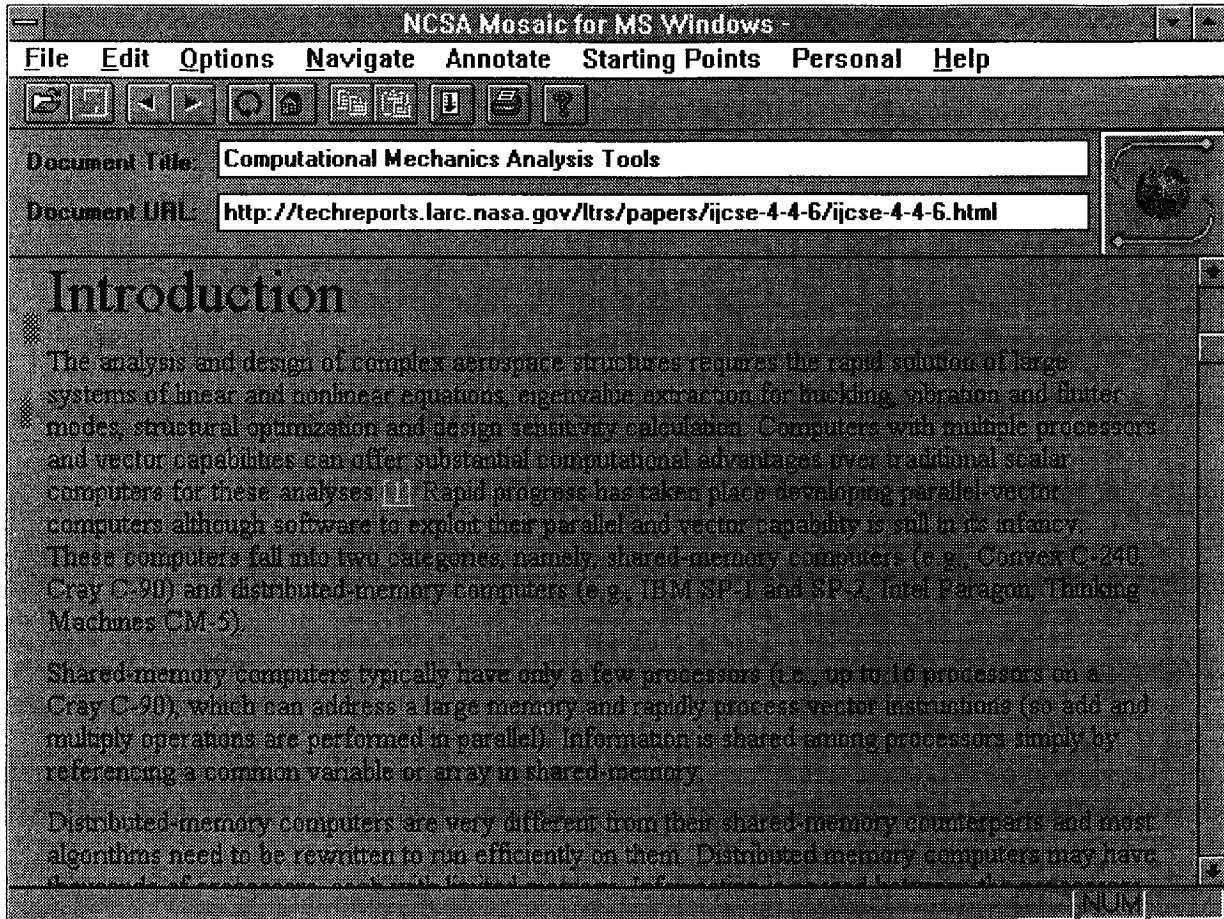 NCSA Mosaic for MS Windows -
File Edit Options Navigate Annotate Starting Points Personal Help
Document Title: Computational Mechanics Analysis Tools
Document URL: http://techreports.larc.nasa.gov/ltrs/papers/ijcse-4-4-6/ijcse-4-4-6.html
Introduction
The analysis and design of complex aerospace structures requires the rapid solution of large
systems of linear and nonlinear equations, eigenvalue extraction for buckling, vibration and flutter
modes, structural optimization and design sensitivity calculation. Computers with multiple processors
and vector capabilities can offer substantial computational advantages over traditional scalar
computers for these analyses [1]. Rapid progress has taken place developing parallel-vector
computers although software to exploit their parallel and vector capability is still in its infancy.
These computers fall into two categories, namely, shared-memory computers (e.g., Convex C-240,
Cray C-90) and distributed-memory computers (e.g., IBM SP-1 and SP-2, Intel Paragon, Thinking
Machines CM-5).
Shared-memory computers typically have only a few processors (i.e., up to 16 processors on a
Cray C-90), which can address a large memory and rapidly process vector instructions (so add and
multiply operations are performed in parallel). Information is shared among processors simply by
referencing a common variable or array in shared-memory.
Distributed-memory computers are very different from their shared-memory counterparts and most
algorithms need to be rewritten to run efficiently on them. Distributed memory computers may have
NUM